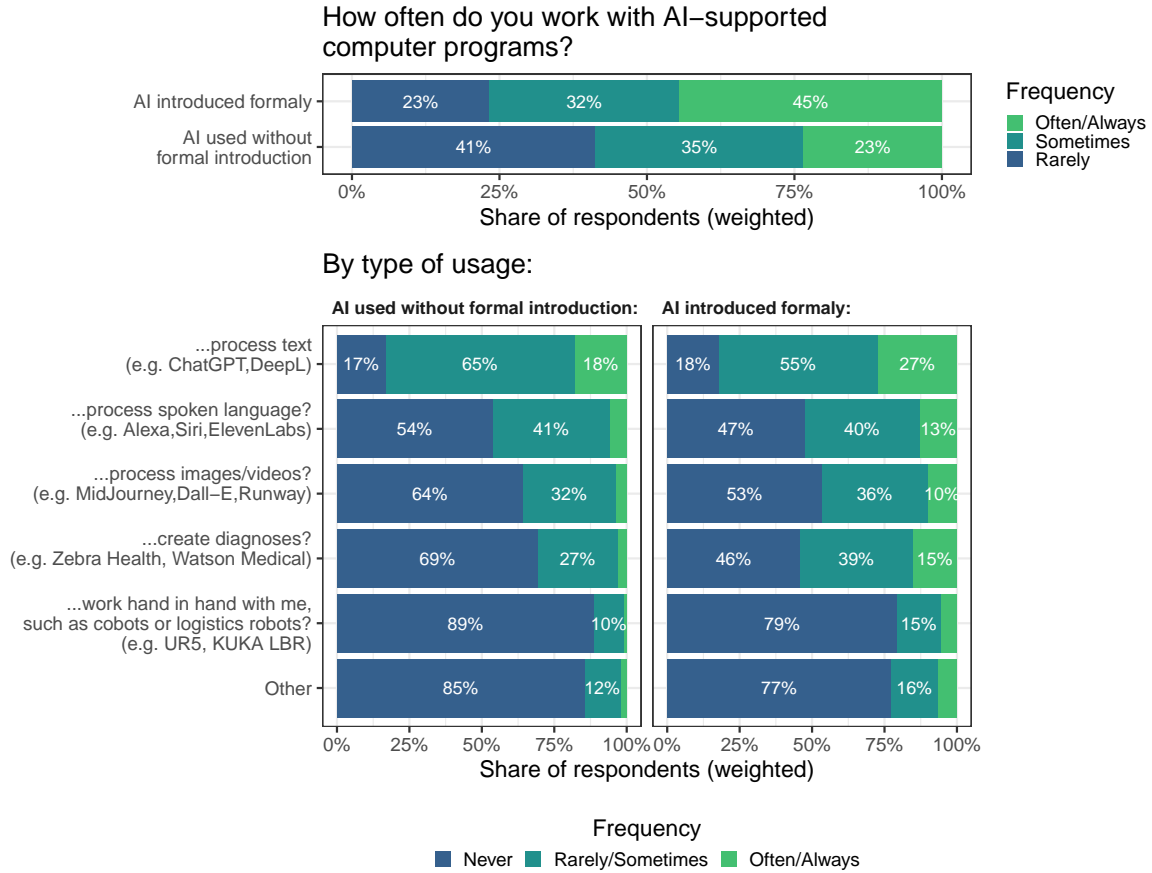 How often do you work with AI−supported
computer programs?
AI introduced formaly
23%
32%
45%
AI used without
formal introduction
41%
35%
23%
0%
25%
50%
75%
100%
Share of respondents (weighted)
Frequency
Often/Always
Sometimes
Rarely
By type of usage:
AI used without formal introduction:
AI introduced formaly:
...process text
(e.g. ChatGPT,DeepL)
17%
65%
18%
18%
55%
27%
...process spoken language?
(e.g. Alexa,Siri,ElevenLabs)
54%
41%
47%
40%
13%
...process images/videos?
(e.g. MidJourney,Dall−E,Runway)
64%
32%
53%
36%
10%
...create diagnoses?
(e.g. Zebra Health, Watson Medical)
69%
27%
46%
39%
15%
...work hand in hand with me,
such as cobots or logistics robots?
(e.g. UR5, KUKA LBR)
89%
10%
79%
15%
Other
85%
12%
77%
16%
0%
25%
50%
75%
100%
0%
25%
50%
75%
100%
Share of respondents (weighted)
Frequency
Never
Rarely/Sometimes
Often/Always